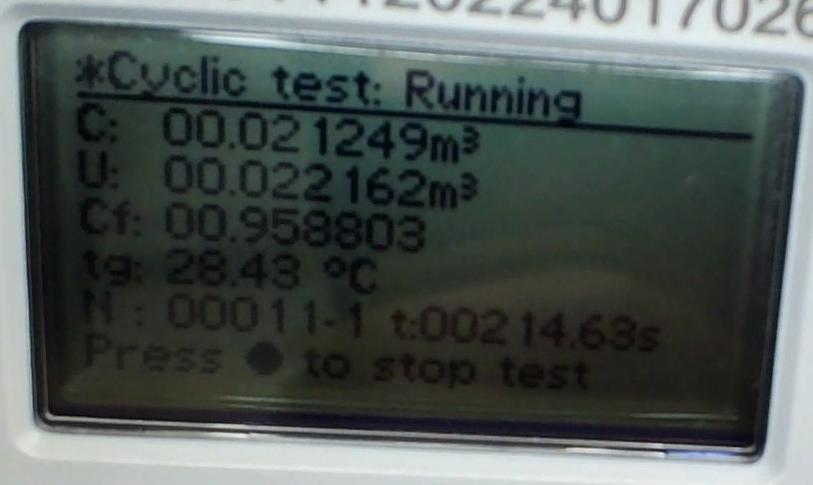 *Cyclic test: Running
C: 00.021249m³
U: 00.022162m³
Cf: 00.958803
tg: 28.43 °C
N : 00011-1 t:00214.63s
Press ● to stop test